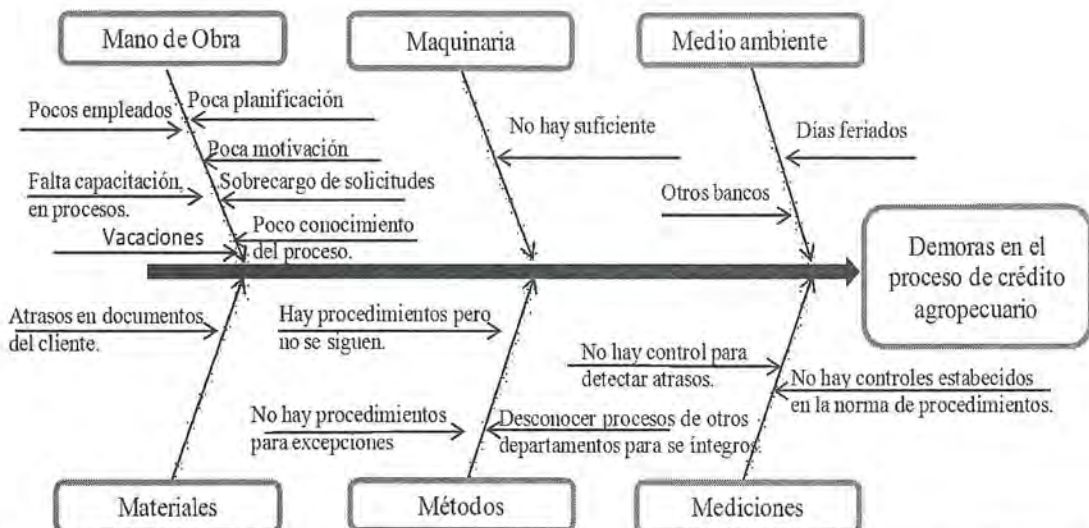 Mano de Obra
Maquinaria
Medio ambiente
Pocos empleados
Poca planificación
Poca motivación
Falta capacitación,
en procesos.
Sobrecargo de solicitudes
Vacaciones
Poco conocimiento
del proceso.
No hay suficiente
Días feriados
Otros bancos
Demoras en el
proceso de crédito
agropecuario
Atrasos en documentos
del cliente.
Hay procedimientos pero
no se siguen.
No hay procedimientos
para excepciones
Desconocer procesos de otros
departamentos para se íntegros.
No hay control para
detectar atrasos.
No hay controles estabecidos
en la norma de procedimientos.
Materiales
Métodos
Mediciones